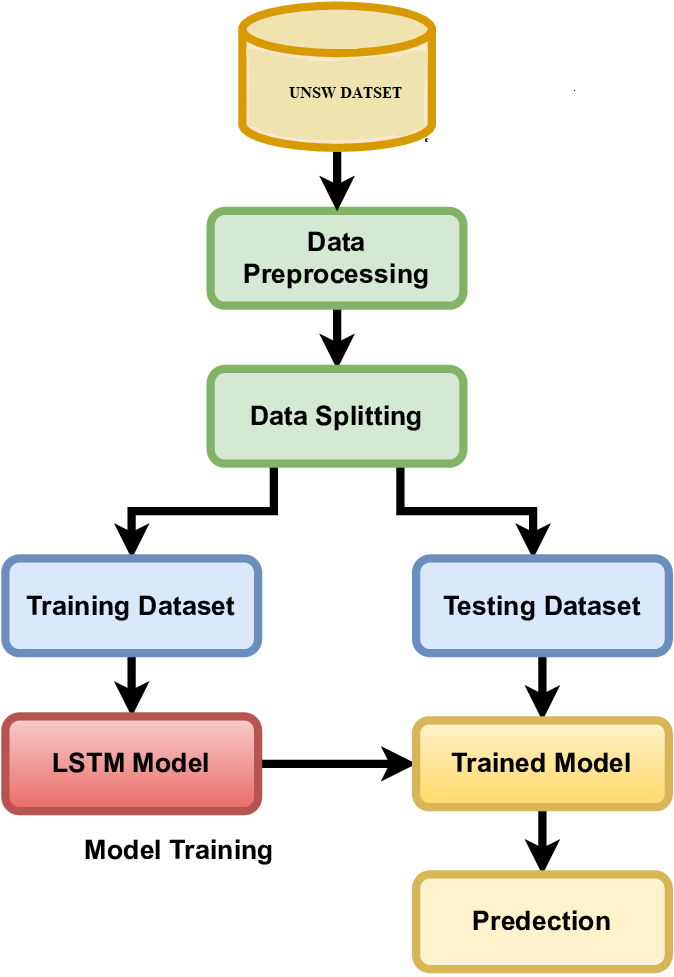 UNSW DATSET
Data
Preprocessing
Data Splitting
Training Dataset
Testing Dataset
LSTM Model
Trained Model
Model Training
Predection